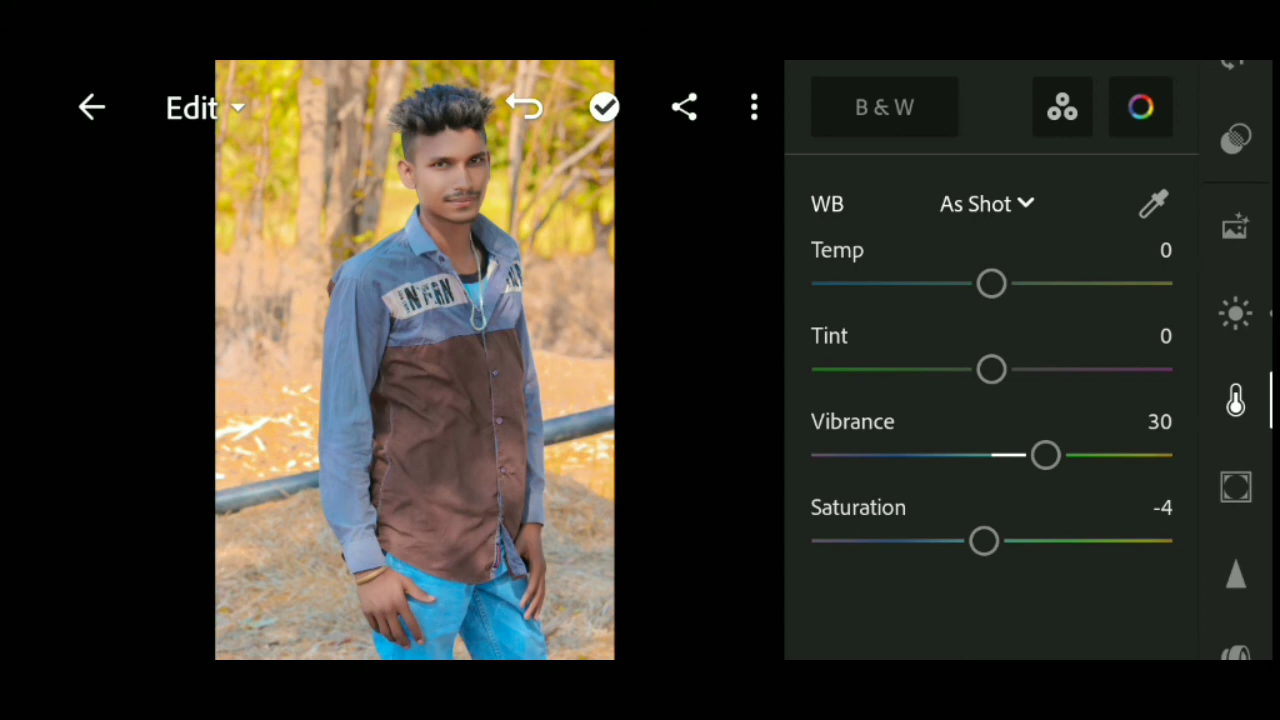 Edit
B & W
WB As Shot
Temp 0
Tint 0
Vibrance 30
Saturation -4